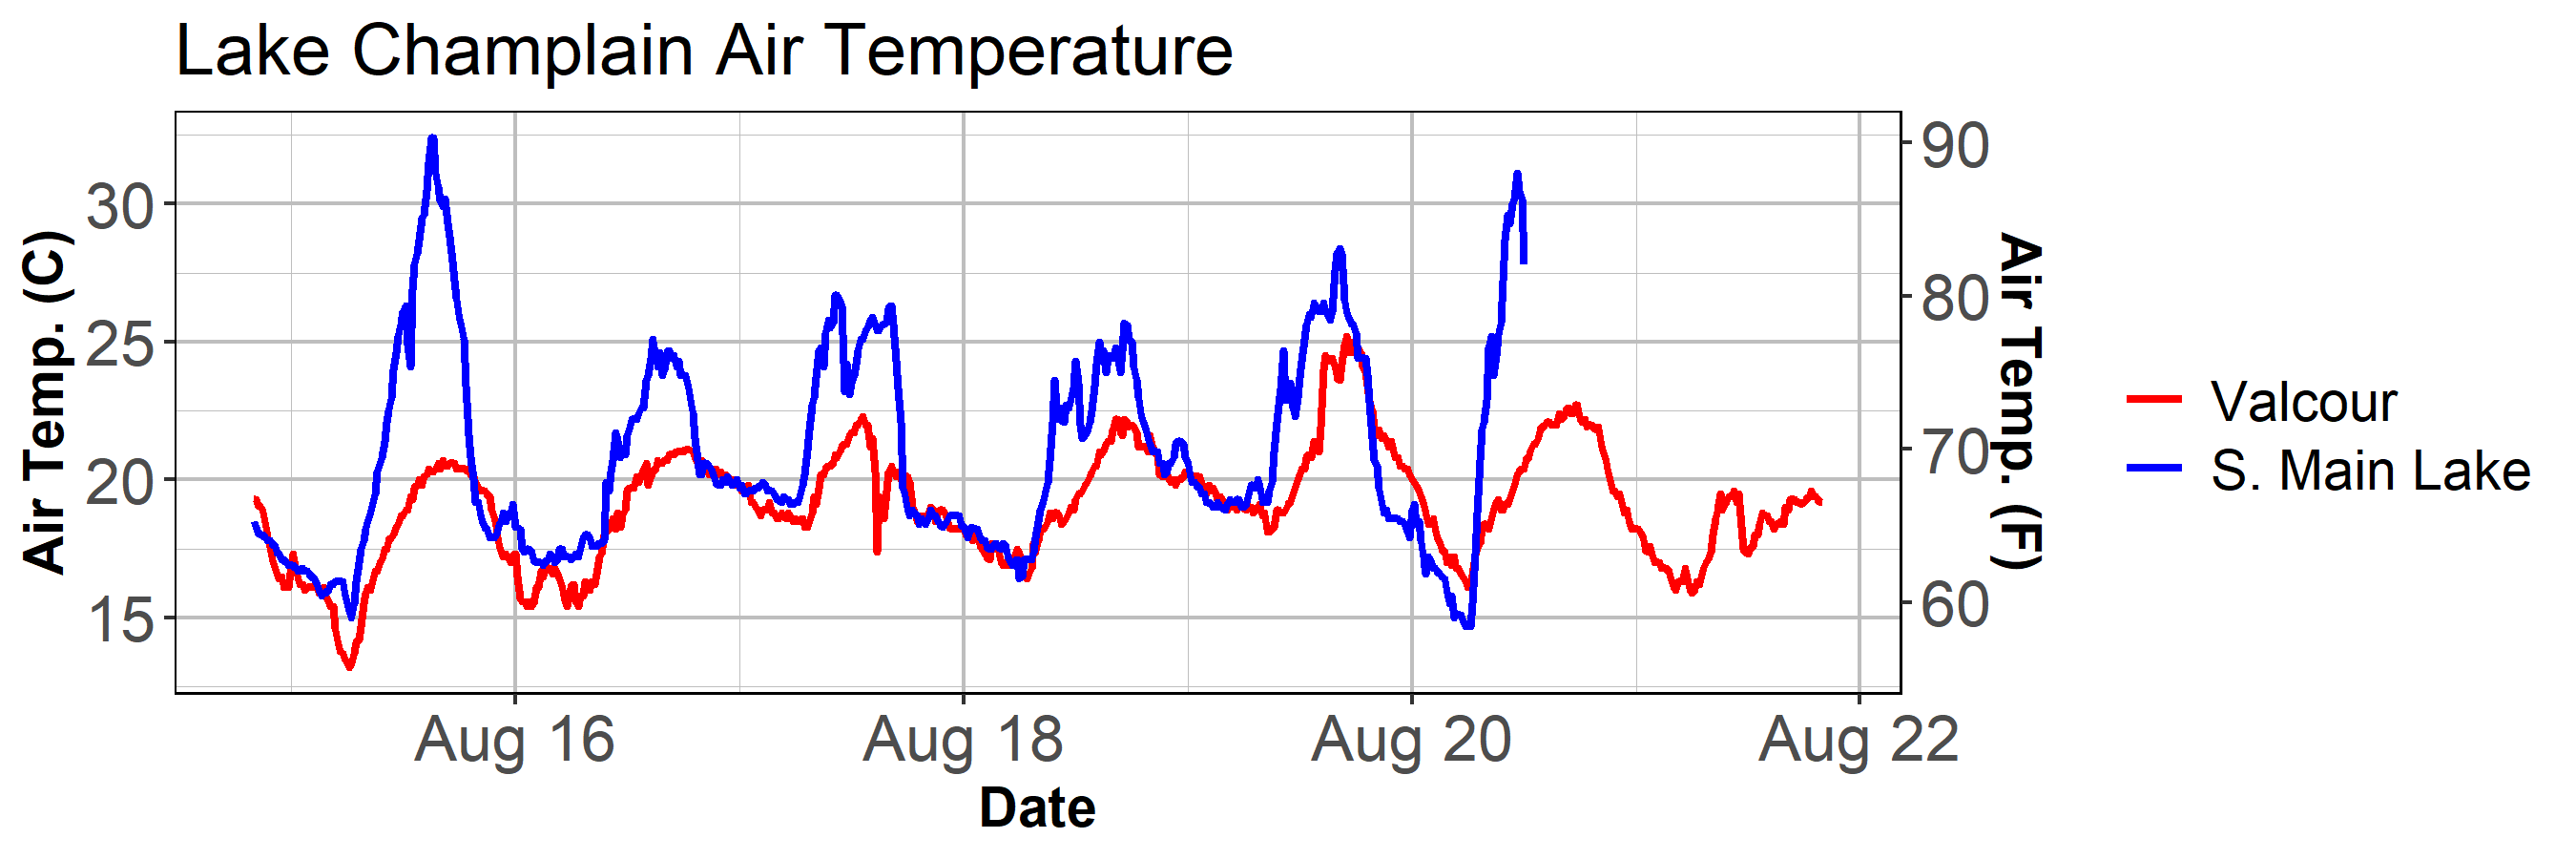 Lake Champlain Air Temperature
Air Temp. (C)
30
25
20
15
90
80
70
60
Air Temp. (F)
Aug 16
Aug 18
Aug 20
Aug 22
Date
Valcour
S. Main Lake